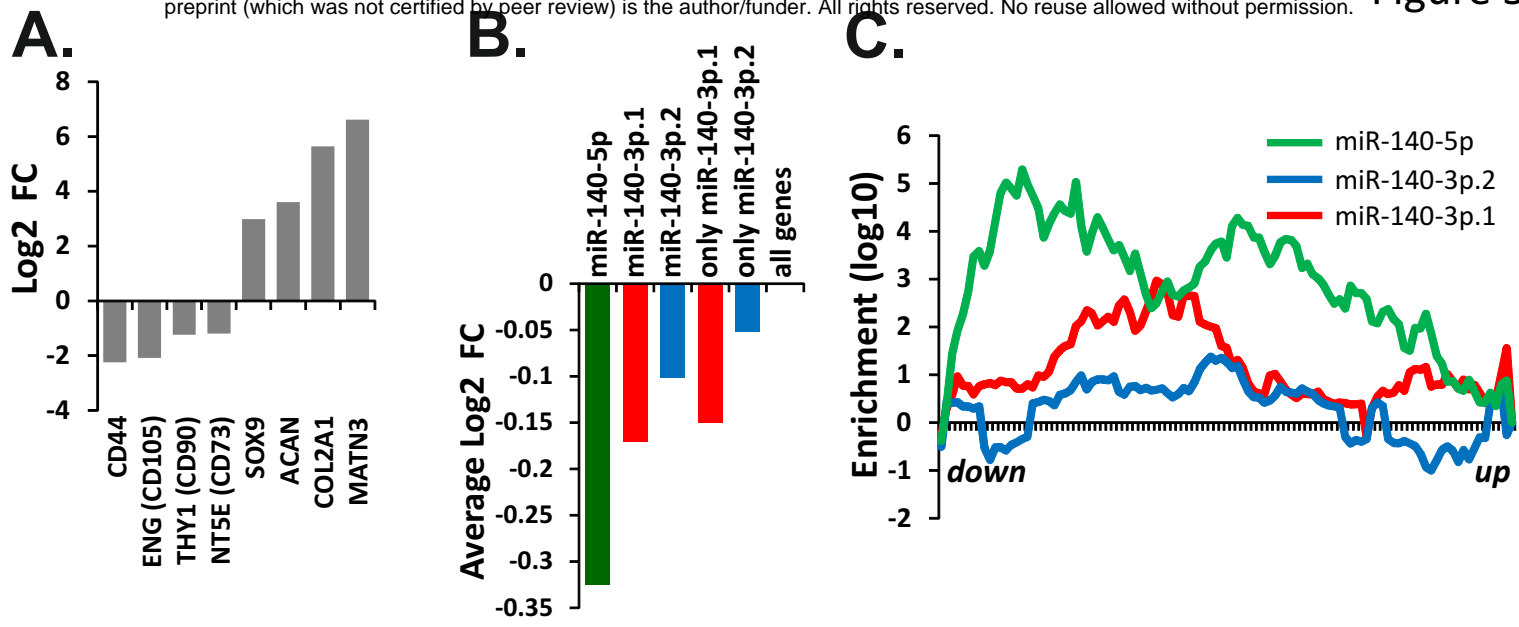 preprint (which was not certified by peer review) is the author/funder. All rights reserved. No reuse allowed without permission.
A.
Log2 FC
8
6
4
2
0
-2
-4
CD44
ENG (CD105)
THY1 (CD90)
NT5E (CD73)
SOX9
ACAN
COL2A1
MATN3
B.
miR-140-5p
miR-140-3p.1
miR-140-3p.2
only miR-140-3p.1
only miR-140-3p.2
all genes
Average Log2 FC
0
-0.05
-0.1
-0.15
-0.2
-0.25
-0.3
-0.35
C.
Enrichment (log10)
6
5
4
3
2
1
0
-1
-2
miR-140-5p
miR-140-3p.2
miR-140-3p.1
down
up